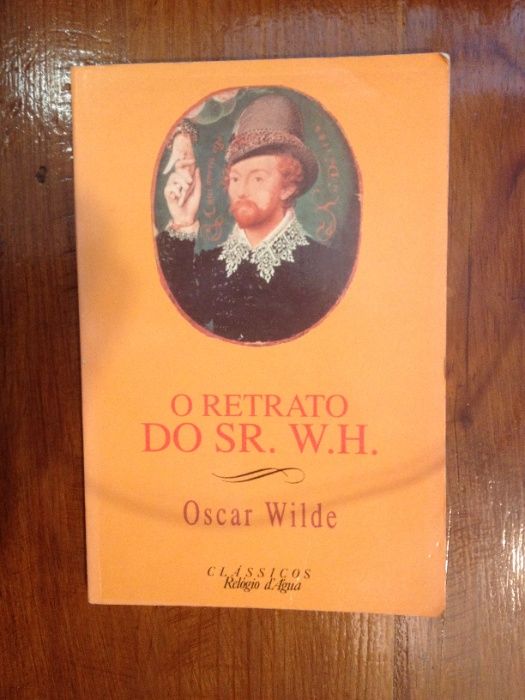 O RETRATO
DO SR. W.H.
Oscar Wilde
CLÁSSICOS
Relógio d'Água